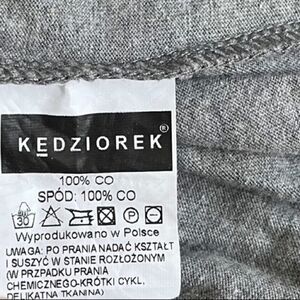 KĘDZIOREK®
100% CO
SPÓD: 100% CO
30 P
Wyprodukowano w Polsce
UWAGA: PO PRANIA NADAĆ KSZTAŁT
I SUSZYĆ W STANIE ROZŁOŻONYM
(W PRZPADKU PRANIA
CHEMICZNEGO-KRÓTKI CYKL,
DELIKATNA TKANINA)